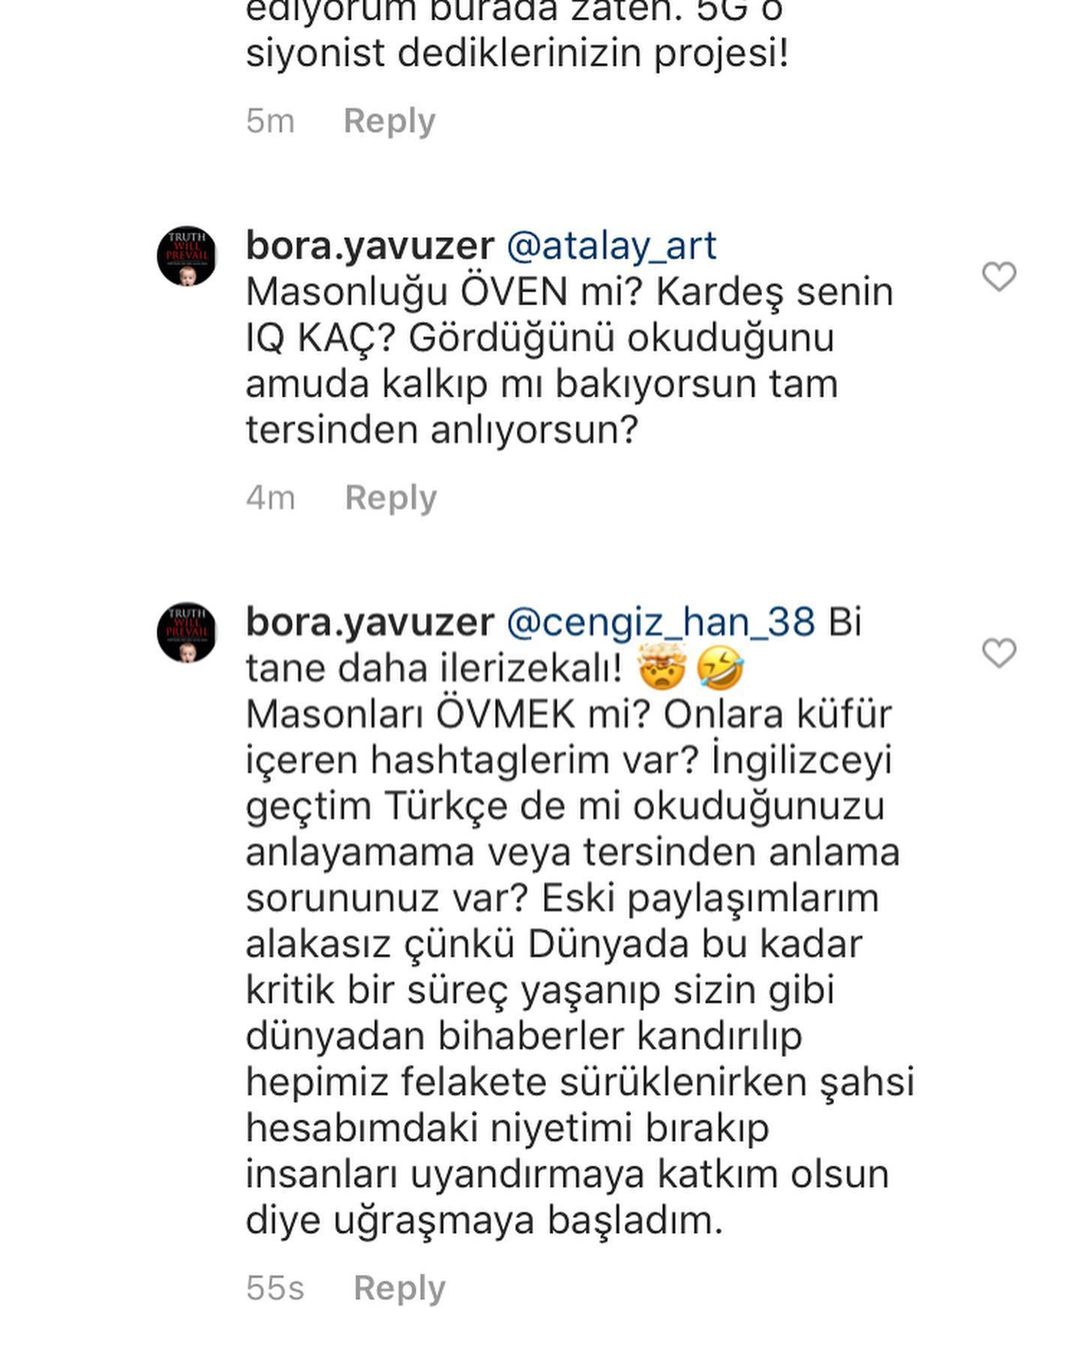 ediyorum burada zaten. 5G o
siyonist dediklerinizin projesi!
5m Reply
TRUTH
WILL
PREVAIL
bora.yavuzer @atalay_art
Masonluğu ÖVEN mi? Kardeş senin
IQ KAÇ? Gördüğünü okuduğunu
amuda kalkıp mı bakıyorsun tam
tersinden anlıyorsun?
4m Reply
TRUTH
WILL
PREVAIL
bora.yavuzer @cengiz_han_38 Bi
tane daha ilerizekalı! 🤯🤣
Masonları ÖVMEK mi? Onlara küfür
içeren hashtaglerim var? İngilizceyi
geçtim Türkçe de mi okuduğunuzu
anlayamama veya tersinden anlama
sorununuz var? Eski paylaşımlarım
alakasız çünkü Dünyada bu kadar
kritik bir süreç yaşanıp sizin gibi
dünyadan bihaberler kandırılıp
hepimiz felakete sürüklenirken şahsi
hesabımdaki niyetimi bırakıp
insanları uyandırmaya katkım olsun
diye uğraşmaya başladım.
55s Reply